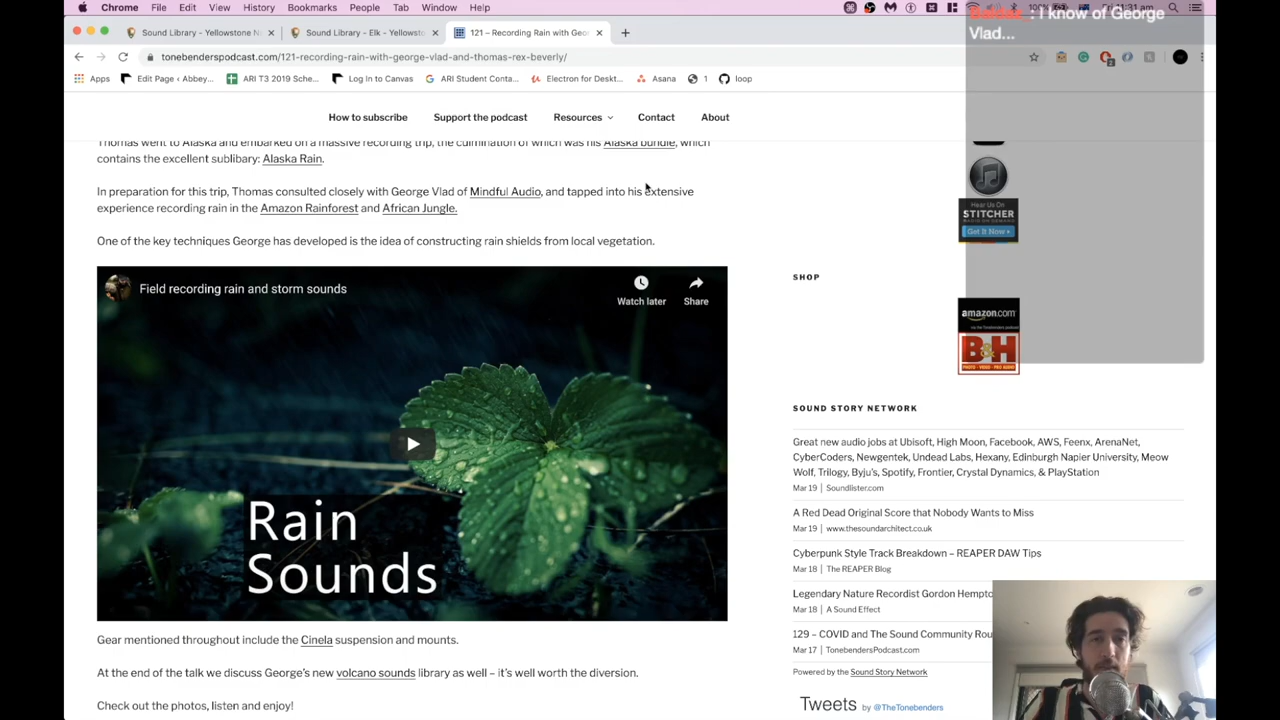 Chrome File Edit View History Bookmarks People Tab Window Help
: I know of George
Vlad...
Sound Library – Yellowstone N
Sound Library – Elk – Yellowsto
121 – Recording Rain with Geor
tonebenderspodcast.com/121-recording-rain-with-george-vlad-and-thomas-rex-beverly/
Apps Edit Page ‹ Abbey... ARI T3 2019 Sche... Log In to Canvas ARI Student Conta... Electron for Deskt... Asana 1 loop
How to subscribe Support the podcast Resources Contact About
Thomas went to Alaska and embarked on a massive recording trip, the culmination of which was his Alaska bundle, which
contains the excellent sublibary: Alaska Rain.
In preparation for this trip, Thomas consulted closely with George Vlad of Mindful Audio, and tapped into his extensive
experience recording rain in the Amazon Rainforest and African Jungle.
One of the key techniques George has developed is the idea of constructing rain shields from local vegetation.
Field recording rain and storm sounds
Watch later Share
Rain
Sounds
Gear mentioned throughout include the Cinela suspension and mounts.
At the end of the talk we discuss George's new volcano sounds library as well – it's well worth the diversion.
Check out the photos, listen and enjoy!
Hear Us On
STITCHER
Get It Now
SHOP
amazon.com
B&H
PHOTO - VIDEO - PRO AUDIO
SOUND STORY NETWORK
Great new audio jobs at Ubisoft, High Moon, Facebook, AWS, Feenx, ArenaNet,
CyberCoders, Newgentek, Undead Labs, Hexany, Edinburgh Napier University, Meow
Wolf, Trilogy, Byju's, Spotify, Frontier, Crystal Dynamics, & PlayStation
Mar 19 | Soundlister.com
A Red Dead Original Score that Nobody Wants to Miss
Mar 19 | www.thesoundarchitect.co.uk
Cyberpunk Style Track Breakdown – REAPER DAW Tips
Mar 18 | The REAPER Blog
Legendary Nature Recordist Gordon Hempto
Mar 18 | A Sound Effect
129 – COVID and The Sound Community Rou
Mar 17 | TonebendersPodcast.com
Powered by the Sound Story Network
Tweets by @TheTonebenders